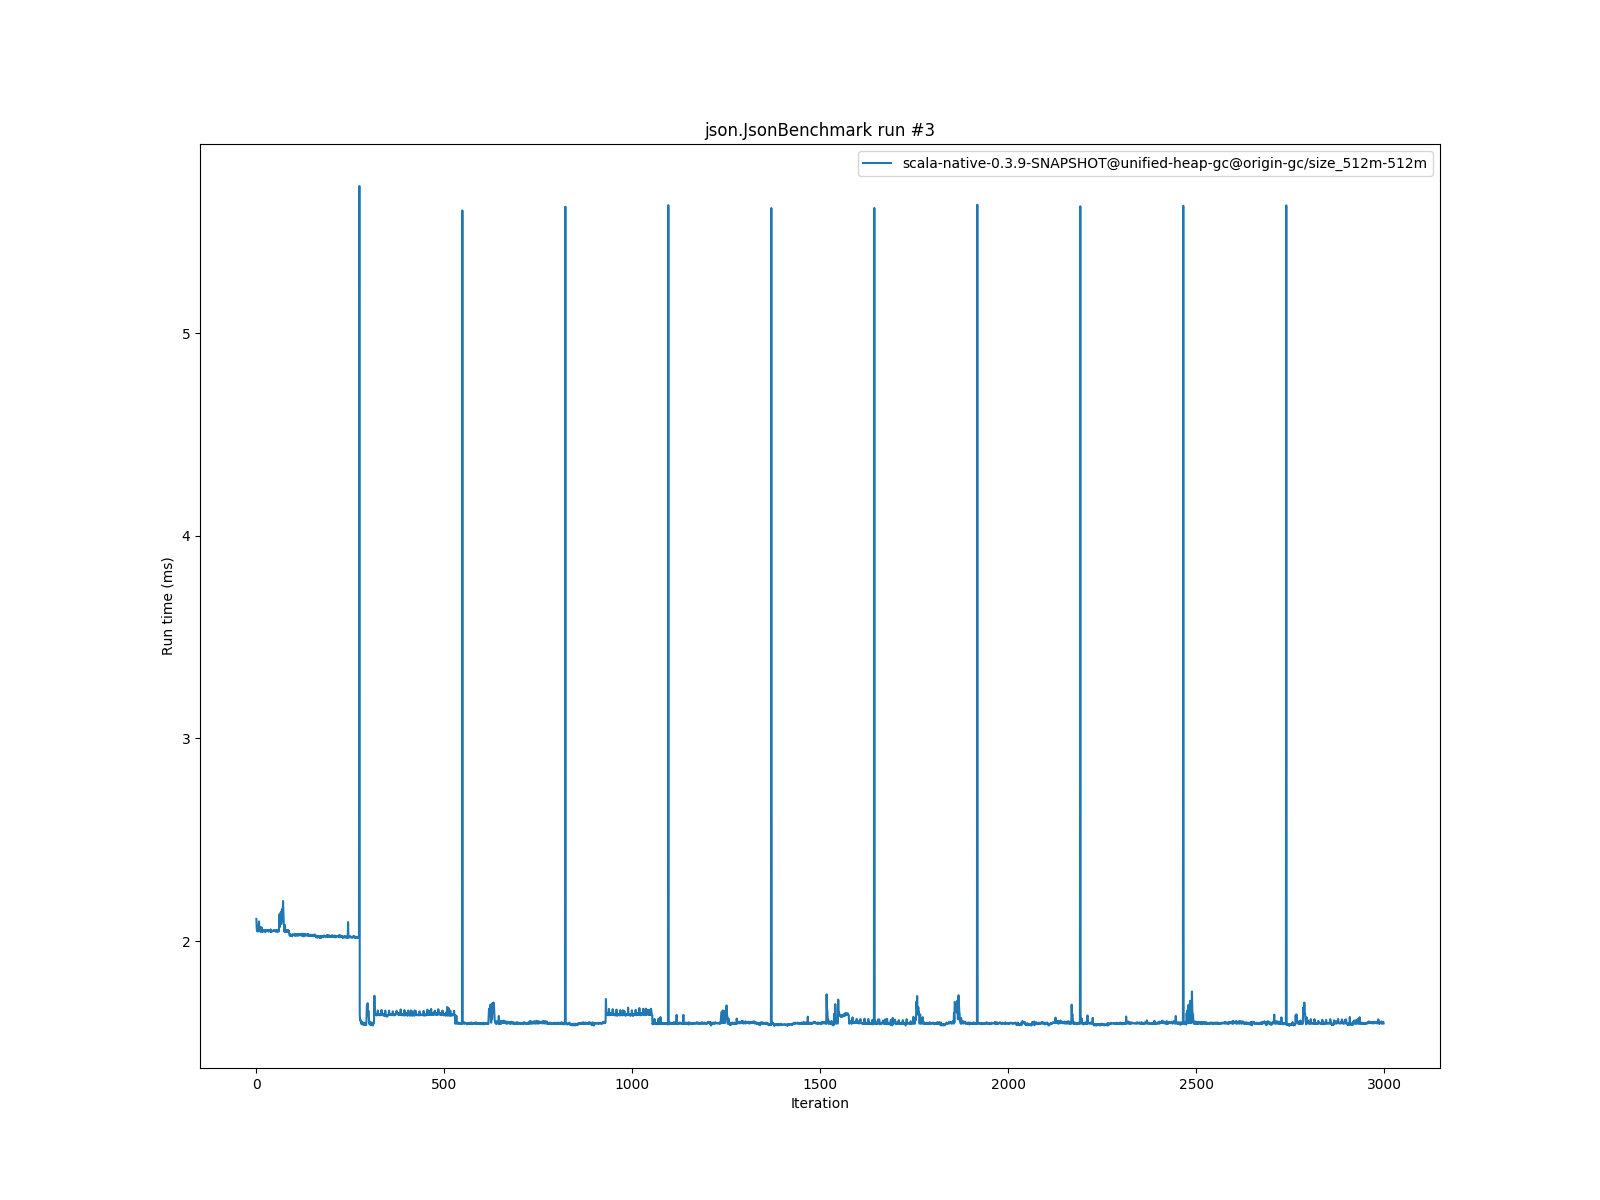 json.JsonBenchmark run #3
scala-native-0.3.9-SNAPSHOT@unified-heap-gc@origin-gc/size_512m-512m
5
4
3
2
Run time (ms)
0 500 1000 1500 2000 2500 3000
Iteration